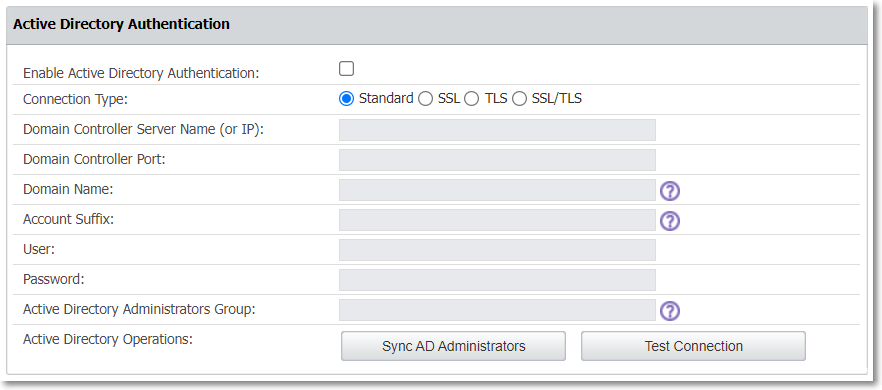 Active Directory Authentication
Enable Active Directory Authentication:
Connection Type: Standard SSL TLS SSL/TLS
Domain Controller Server Name (or IP):
Domain Controller Port:
Domain Name: ?
Account Suffix: ?
User:
Password:
Active Directory Administrators Group: ?
Active Directory Operations: Sync AD Administrators Test Connection